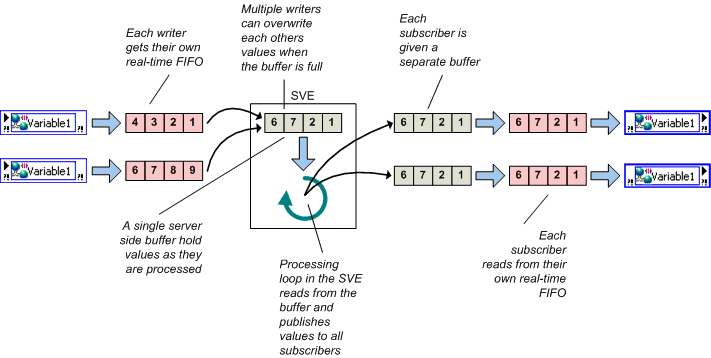 Multiple writers
can overwrite
each others
values when
the buffer is full
Each writer
gets their own
real-time FIFO
Each
subscriber is
given a
separate buffer
SVE
Variable1
4 3 2 1
6 7 2 1
6 7 2 1
6 7 2 1
Variable1
Variable1
6 7 8 9
6 7 2 1
6 7 2 1
Variable1
A single server
side buffer hold
values as they
are processed
Processing
loop in the SVE
reads from the
buffer and
publishes
values to all
subscribers
Each
subscriber
reads from their
own real-time
FIFO